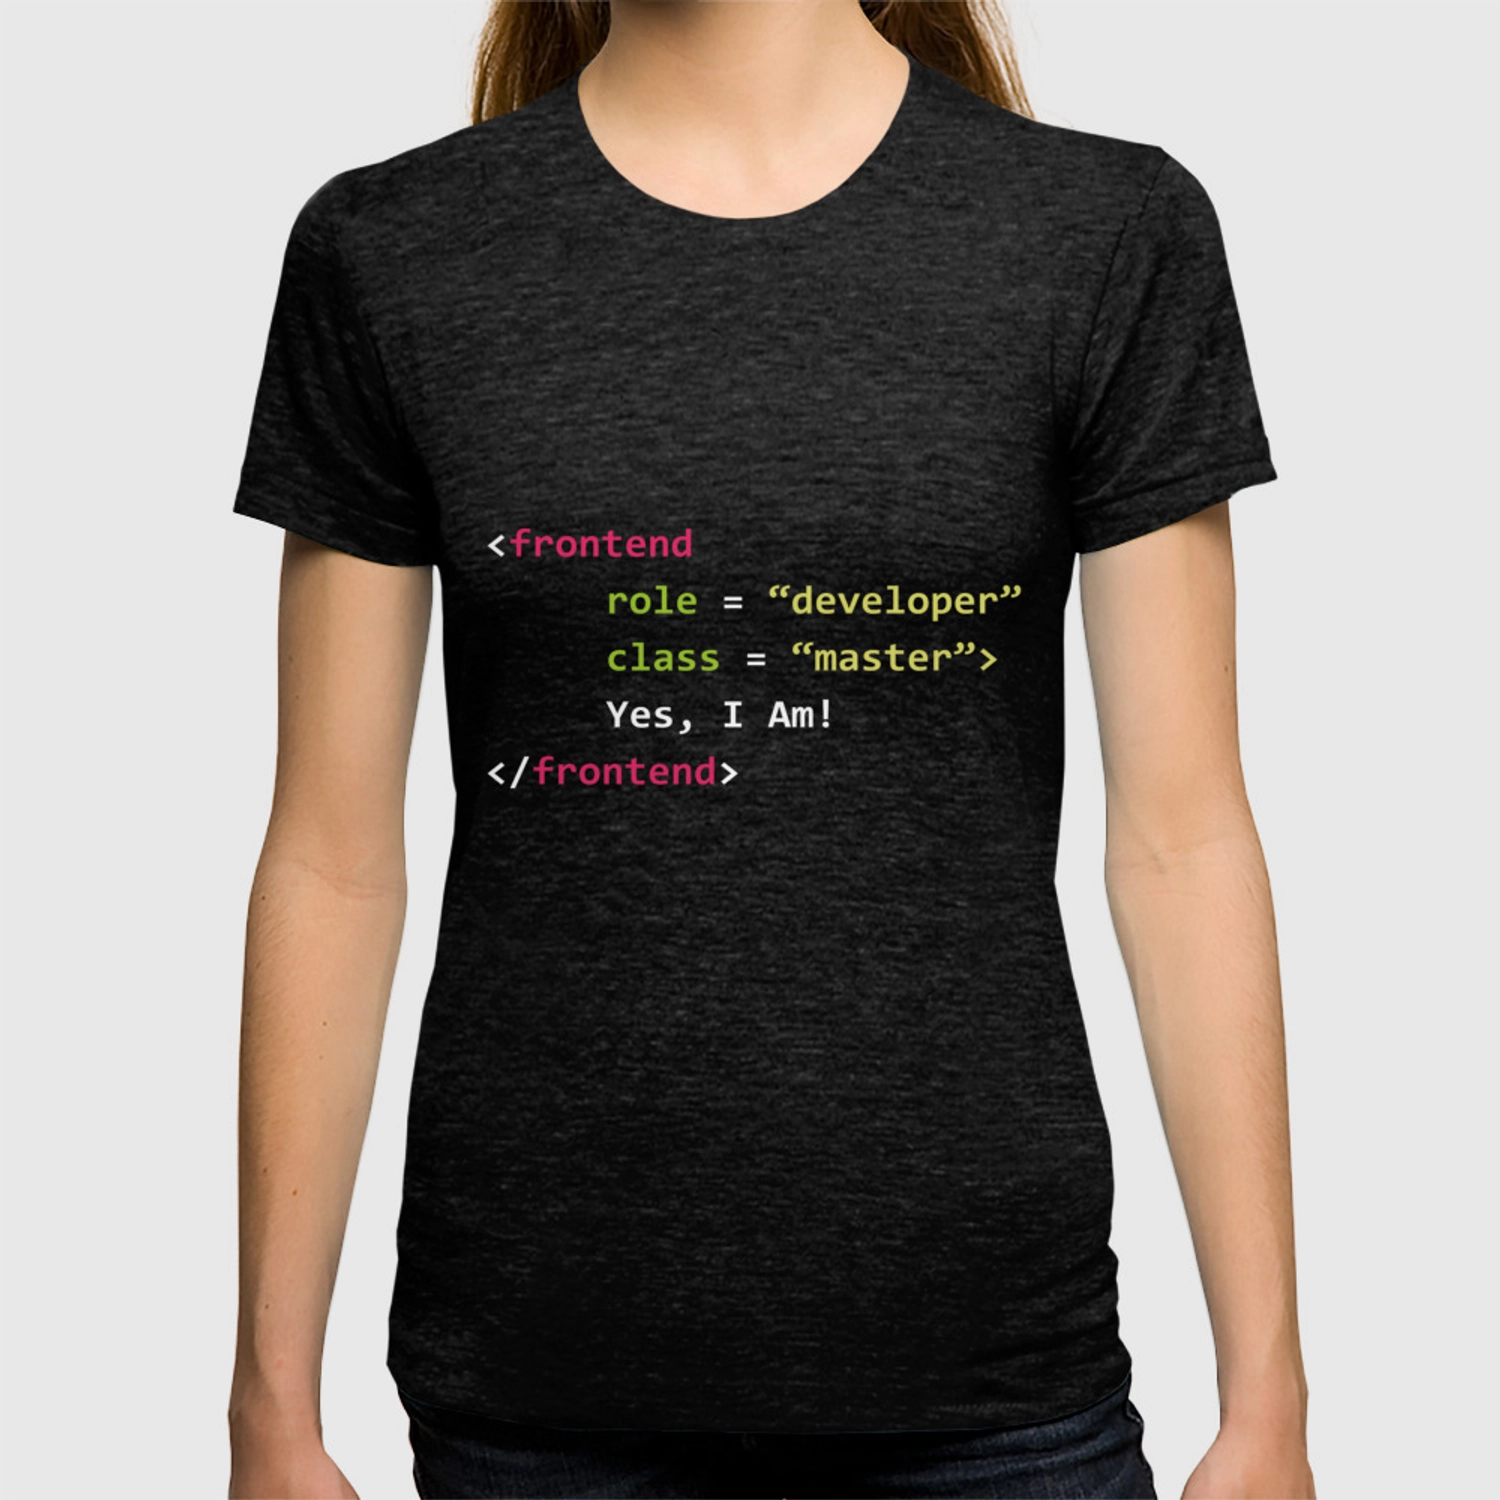 <frontend
role = “developer”
class = “master”>
Yes, I Am!
</frontend>